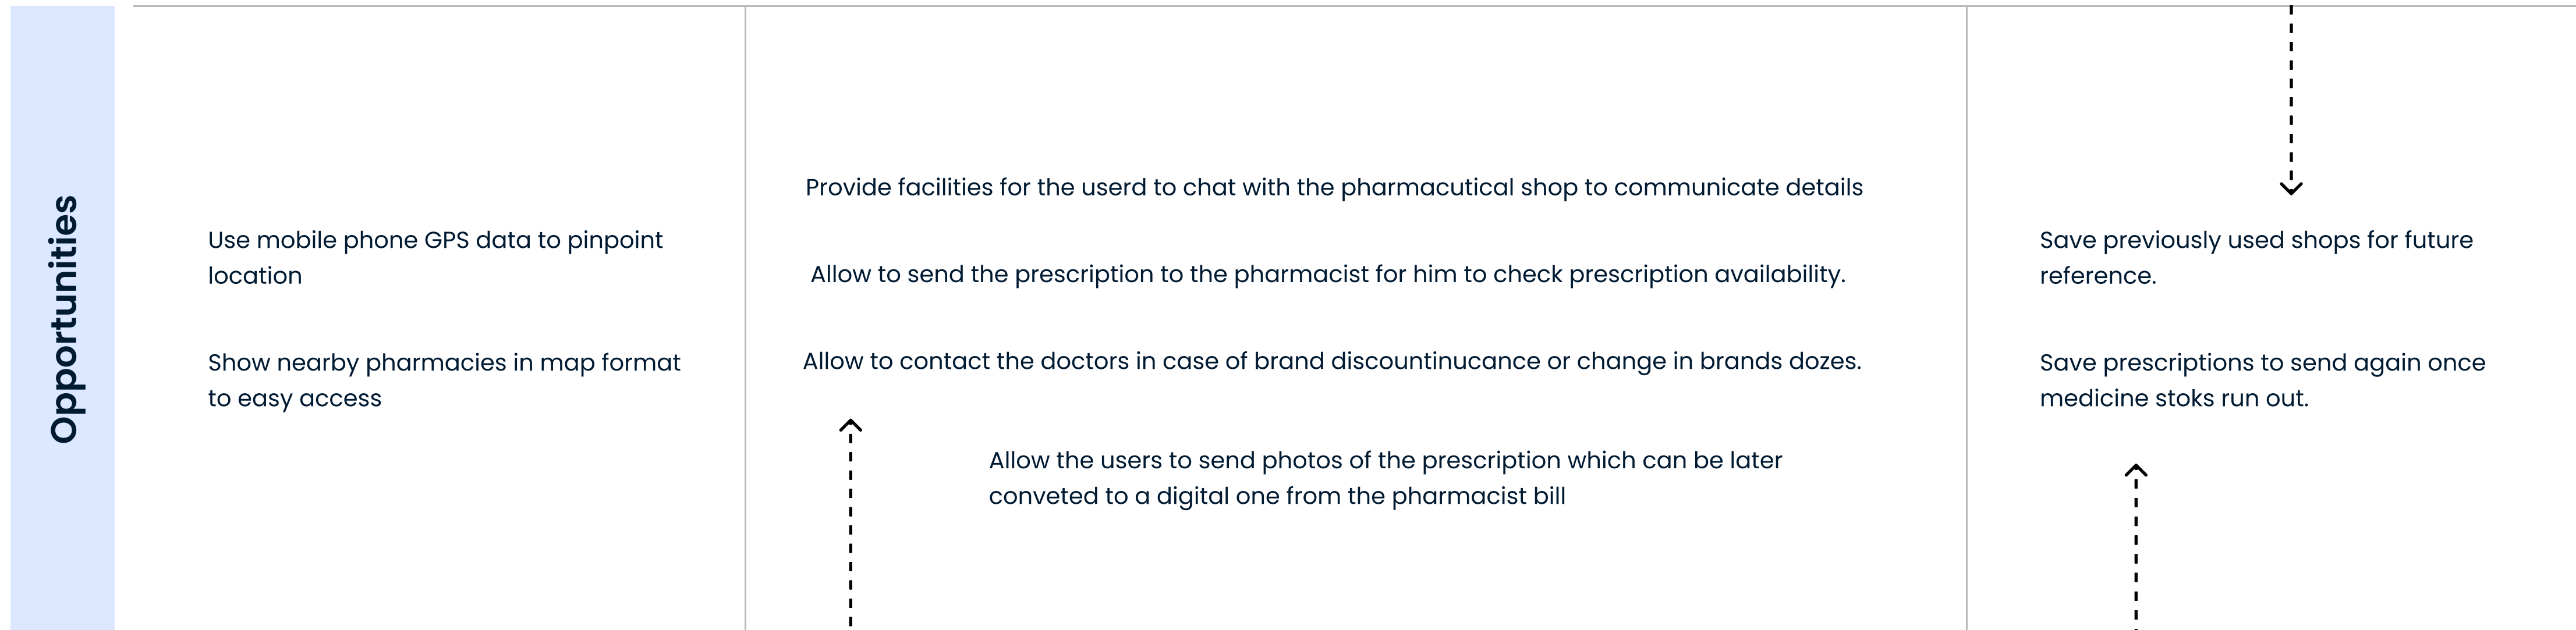 Opportunities
Use mobile phone GPS data to pinpoint
location
Show nearby pharmacies in map format
to easy access
Provide facilities for the userd to chat with the pharmacutical shop to communicate details
Allow to send the prescription to the pharmacist for him to check prescription availability.
Allow to contact the doctors in case of brand discountinucance or change in brands dozes.
Allow the users to send photos of the prescription which can be later
conveted to a digital one from the pharmacist bill
Save previously used shops for future
reference.
Save prescriptions to send again once
medicine stoks run out.